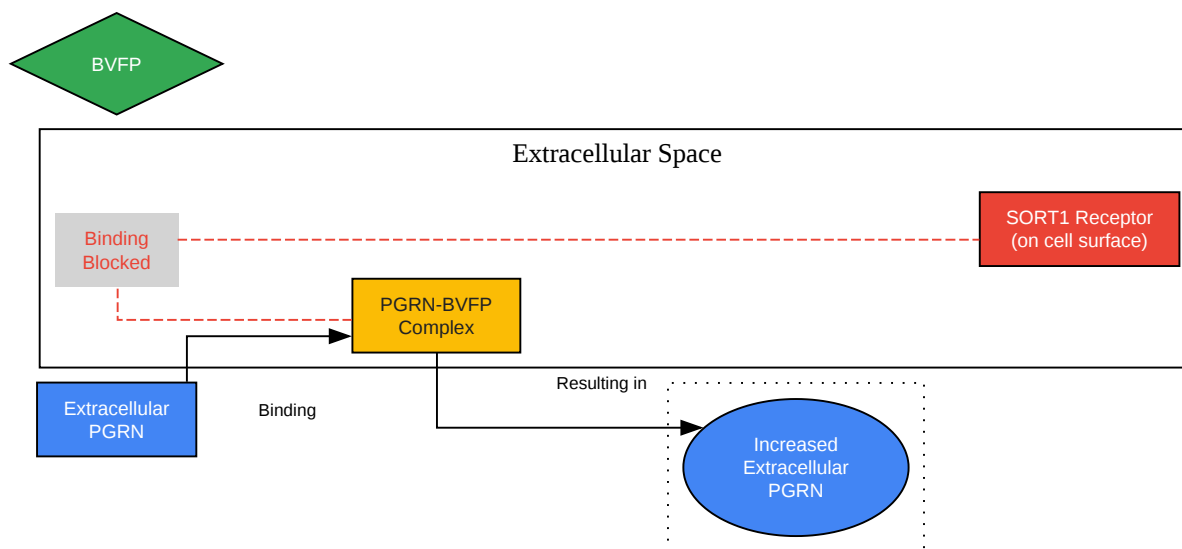 BVFP
Extracellular Space
SORT1 Receptor
(on cell surface)
Binding
Blocked
PGRN-BVFP
Complex
Resulting in
Extracellular
PGRN
Binding
Increased
Extracellular
PGRN